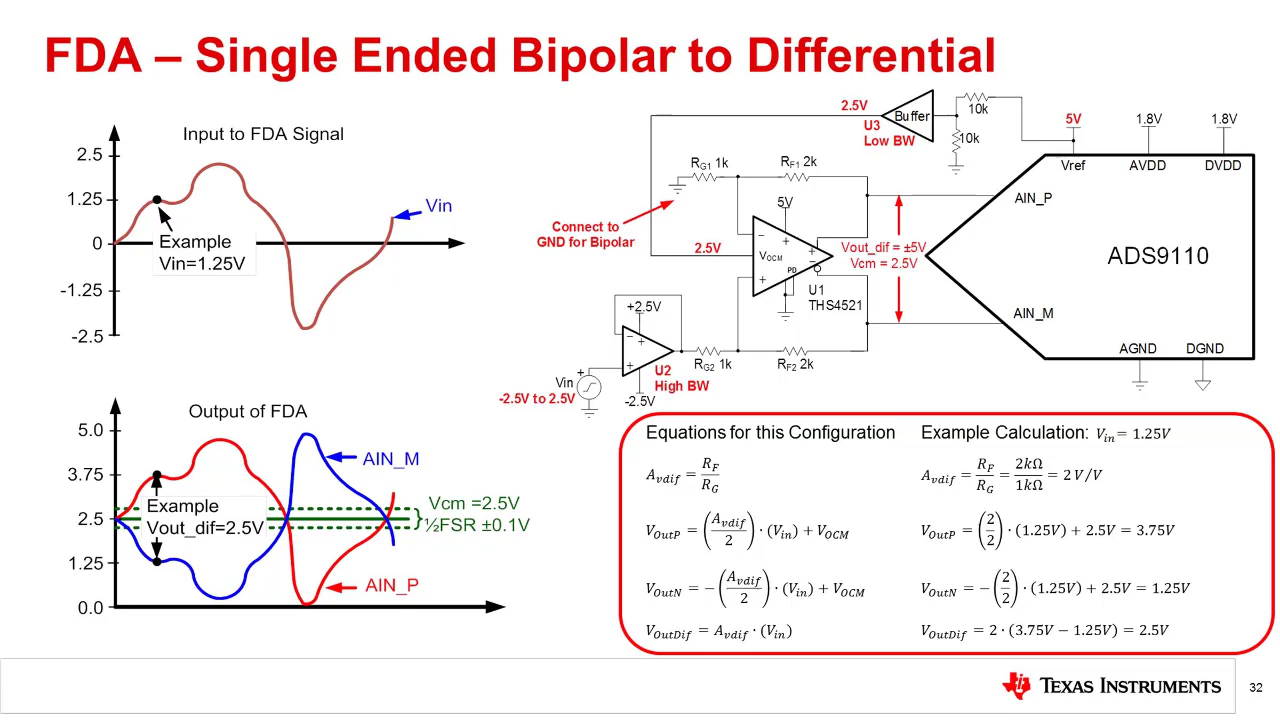 FDA – Single Ended Bipolar to Differential
Input to FDA Signal
2.5
1.25
0
-1.25
-2.5
Vin
Example
Vin=1.25V
Output of FDA
5.0
3.75
2.5
1.25
0.0
AIN_M
Example
Vout_dif=2.5V
Vcm =2.5V
½FSR ±0.1V
AIN_P
2.5V
Buffer
U3
Low BW
10k
10k
5V
1.8V
1.8V
Vref
AVDD
DVDD
RG1 1k
RF1 2k
AIN_P
Connect to
GND for Bipolar
5V
2.5V
VOCM
PD
U1
THS4521
Vout_dif = ±5V
Vcm = 2.5V
ADS9110
AIN_M
+2.5V
RG2 1k
RF2 2k
AGND
DGND
U2
High BW
Vin
-2.5V to 2.5V
-2.5V
Equations for this Configuration
A_vdif = R_F / R_G
V_OutP = (A_vdif / 2) · (V_in) + V_OCM
V_OutN = − (A_vdif / 2) · (V_in) + V_OCM
V_OutDif = A_vdif · (V_in)
Example Calculation: V_in = 1.25V
A_vdif = R_F / R_G = 2kΩ / 1kΩ = 2 V/V
V_OutP = (2 / 2) · (1.25V) + 2.5V = 3.75V
V_OutN = − (2 / 2) · (1.25V) + 2.5V = 1.25V
V_OutDif = 2 · (3.75V − 1.25V) = 2.5V
TEXAS INSTRUMENTS
32